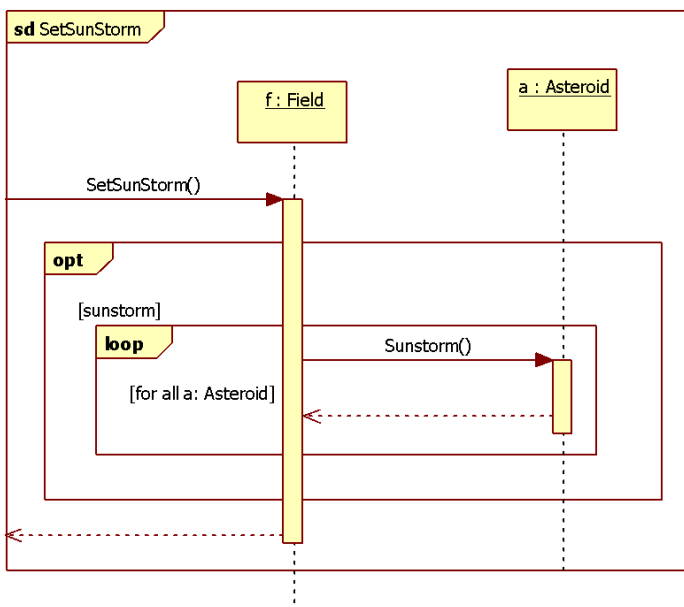 sd SetSunStorm
f : Field
a : Asteroid
SetSunStorm()
opt
[sunstorm]
loop
Sunstorm()
[for all a: Asteroid]